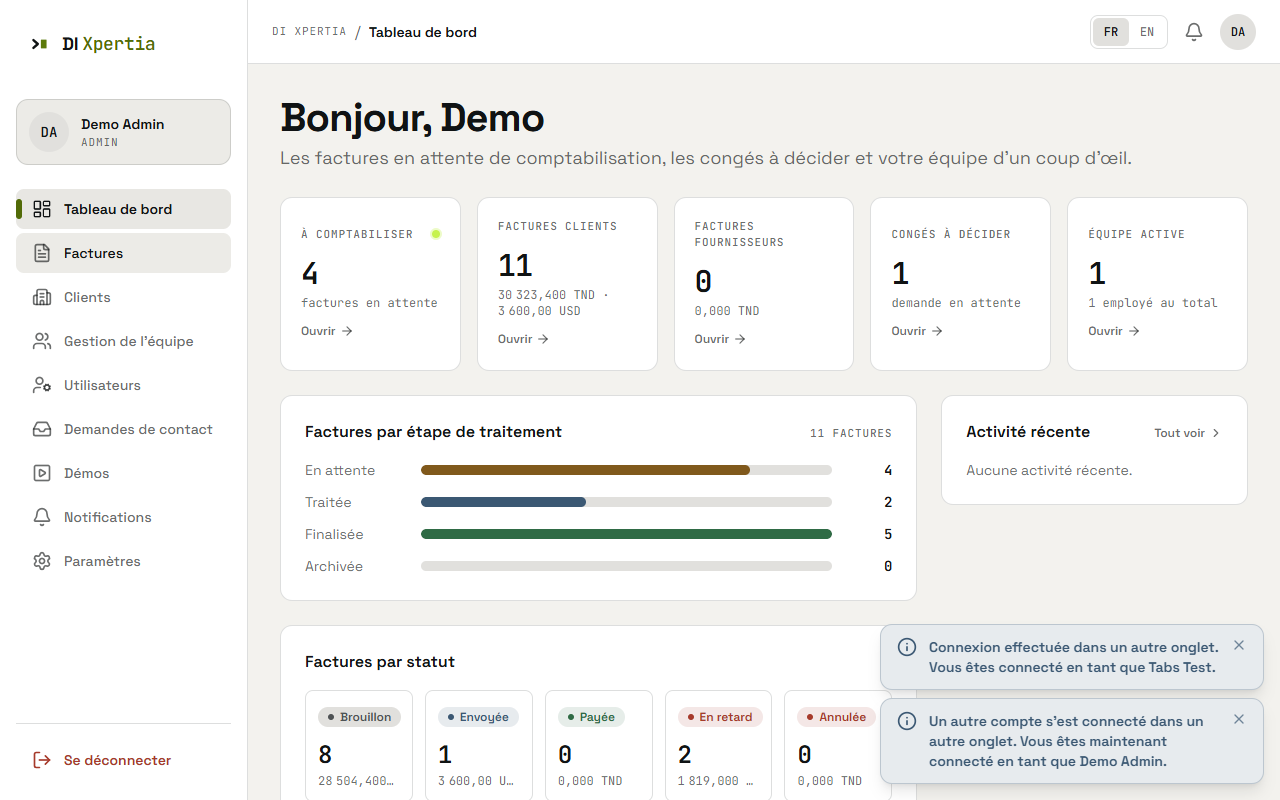 DI Xpertia
DA
Demo Admin
ADMIN
Tableau de bord
Factures
Clients
Gestion de l'équipe
Utilisateurs
Demandes de contact
Démos
Notifications
Paramètres
Se déconnecter
DI XPERTIA / Tableau de bord
FR EN
DA
Bonjour, Demo
Les factures en attente de comptabilisation, les congés à décider et votre équipe d'un coup d'œil.
À COMPTABILISER
4
factures en attente
Ouvrir
FACTURES CLIENTS
11
30 323,400 TND ·
3 600,00 USD
Ouvrir
FACTURES
FOURNISSEURS
0
0,000 TND
Ouvrir
CONGÉS À DÉCIDER
1
demande en attente
Ouvrir
ÉQUIPE ACTIVE
1
1 employé au total
Ouvrir
Factures par étape de traitement
11 FACTURES
En attente 4
Traitée 2
Finalisée 5
Archivée 0
Activité récente
Tout voir
Aucune activité récente.
Factures par statut
Brouillon
8
28 504,400…
Envoyée
1
3 600,00 U…
Payée
0
0,000 TND
En retard
2
1 819,000 …
Annulée
0
0,000 TND
Connexion effectuée dans un autre onglet.
Vous êtes connecté en tant que Tabs Test.
Un autre compte s'est connecté dans un
autre onglet. Vous êtes maintenant
connecté en tant que Demo Admin.